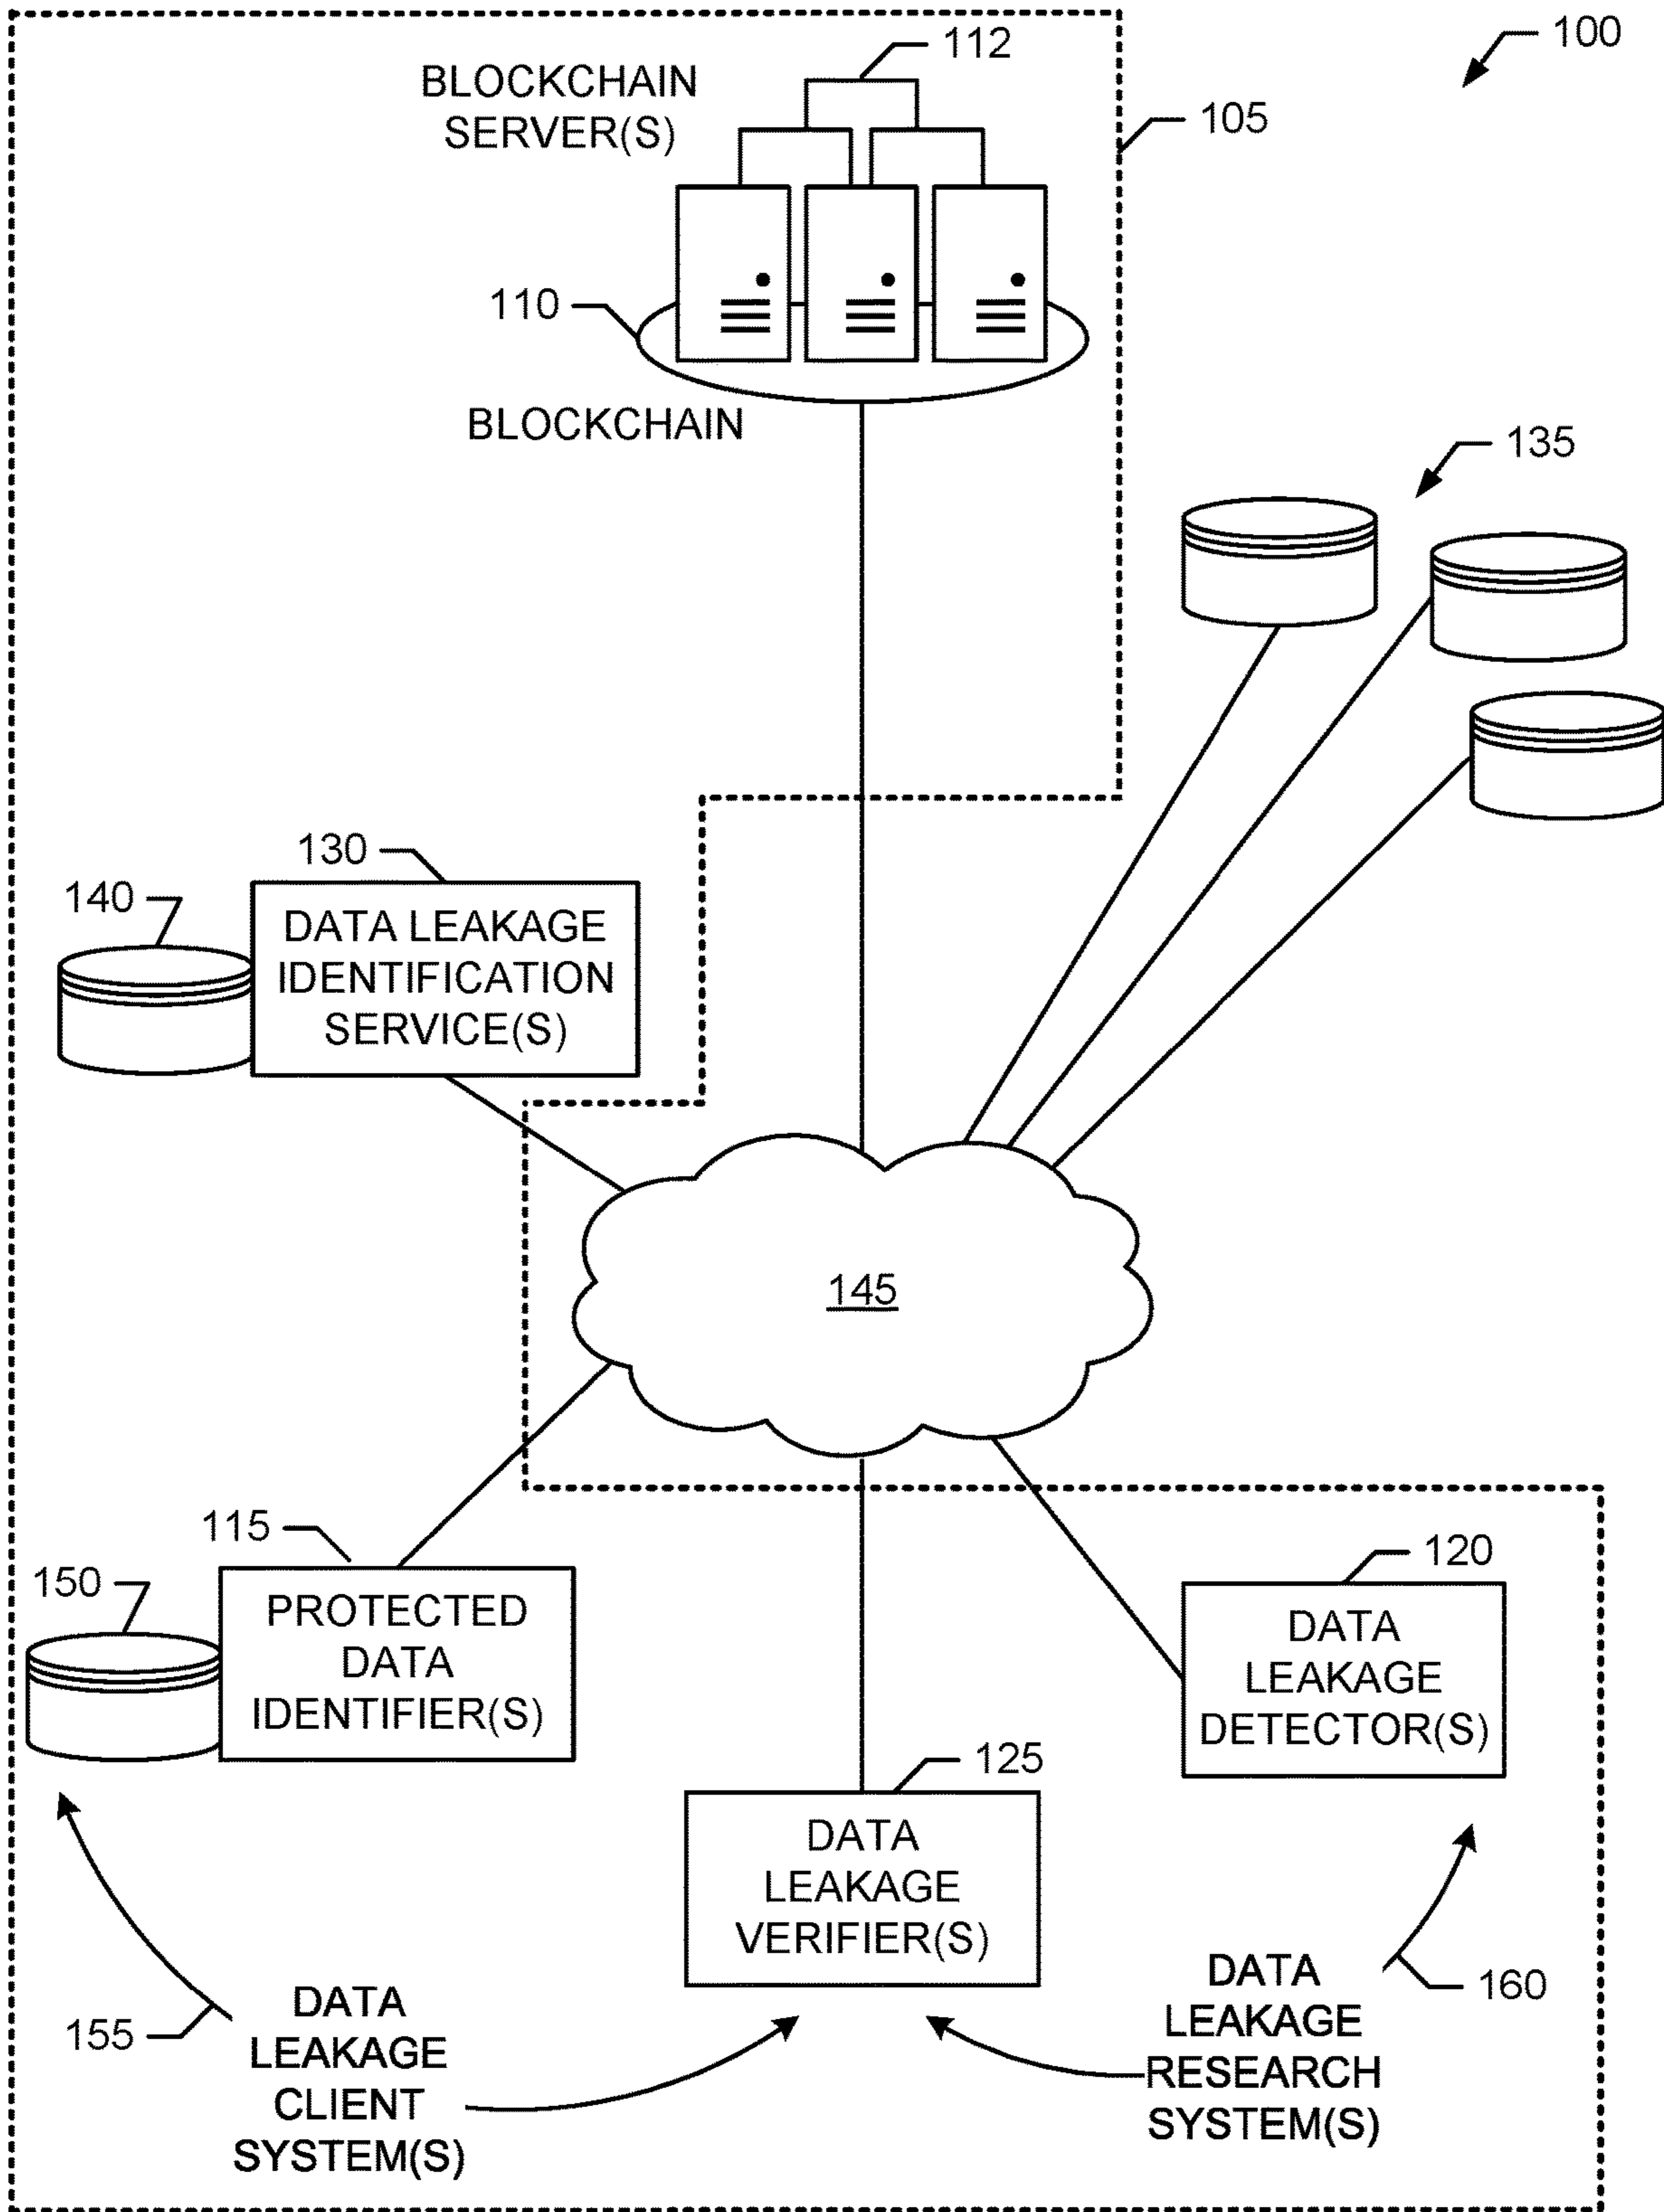 100
112
BLOCKCHAIN
SERVER(S)
105
110
BLOCKCHAIN
135
130
140
DATA LEAKAGE
IDENTIFICATION
SERVICE(S)
145
115
150
PROTECTED
DATA
IDENTIFIER(S)
120
DATA
LEAKAGE
DETECTOR(S)
125
DATA
LEAKAGE
VERIFIER(S)
155
DATA
LEAKAGE
CLIENT
SYSTEM(S)
160
DATA
LEAKAGE
RESEARCH
SYSTEM(S)